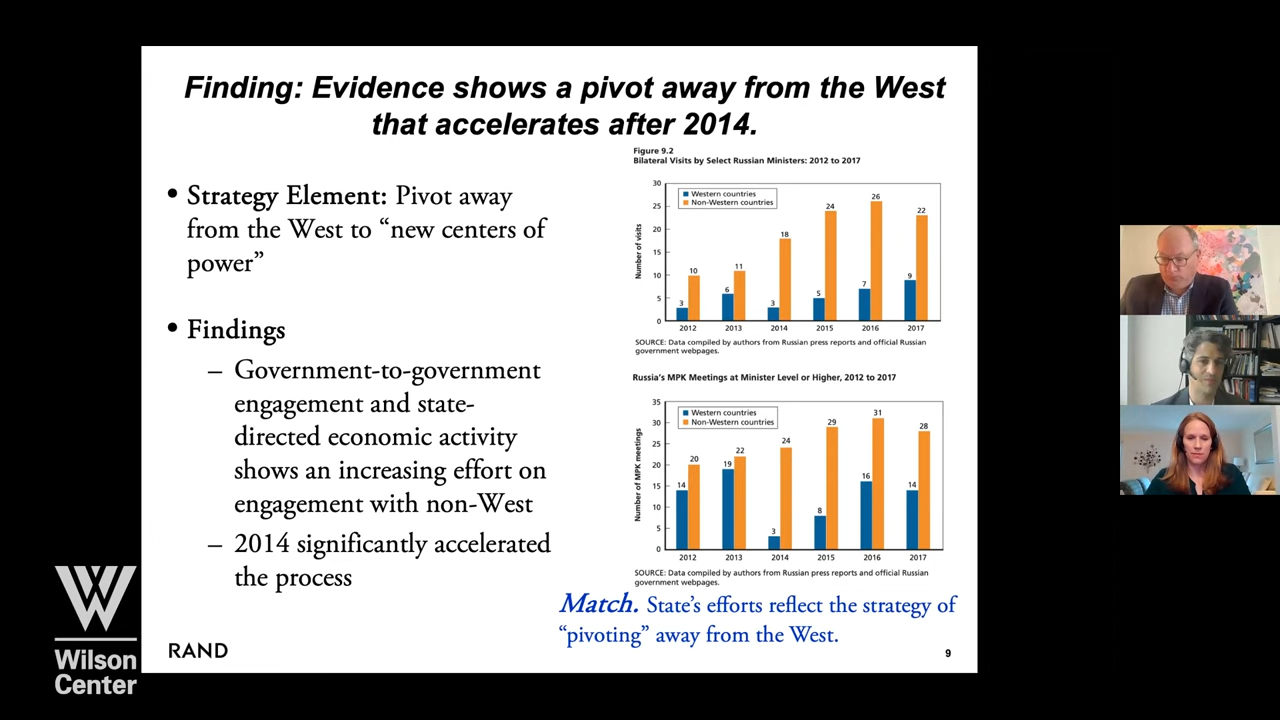 Finding: Evidence shows a pivot away from the West
that accelerates after 2014.
• Strategy Element: Pivot away
from the West to “new centers of
power”
• Findings
– Government-to-government
engagement and state-
directed economic activity
shows an increasing effort on
engagement with non-West
– 2014 significantly accelerated
the process
Figure 9.2
Bilateral Visits by Select Russian Ministers: 2012 to 2017
Number of visits
30
25
20
15
10
5
0
Western countries
Non-Western countries
3 10 6 11 3 18 5 24 7 26 9 22
2012 2013 2014 2015 2016 2017
SOURCE: Data compiled by authors from Russian press reports and official Russian
government webpages.
Russia’s MPK Meetings at Minister Level or Higher, 2012 to 2017
Number of MPK meetings
35
30
25
20
15
10
5
0
Western countries
Non-Western countries
14 20 19 22 3 24 8 29 16 31 14 28
2012 2013 2014 2015 2016 2017
SOURCE: Data compiled by authors from Russian press reports and official Russian
government webpages.
Match. State’s efforts reflect the strategy of
“pivoting” away from the West.
RAND
9
Wilson
Center